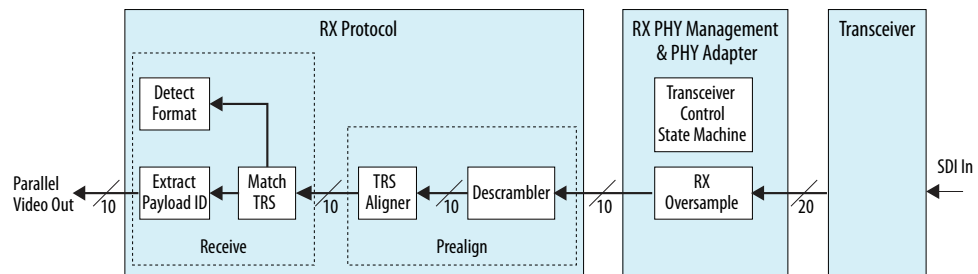 RX Protocol
RX PHY Management
& PHY Adapter
Transceiver
Detect
Format
Transceiver
Control
State Machine
Parallel
Video Out
10
Extract
Payload ID
Match
TRS
10
TRS
Aligner
10
Descrambler
10
RX
Oversample
20
SDI In
Receive
Prealign